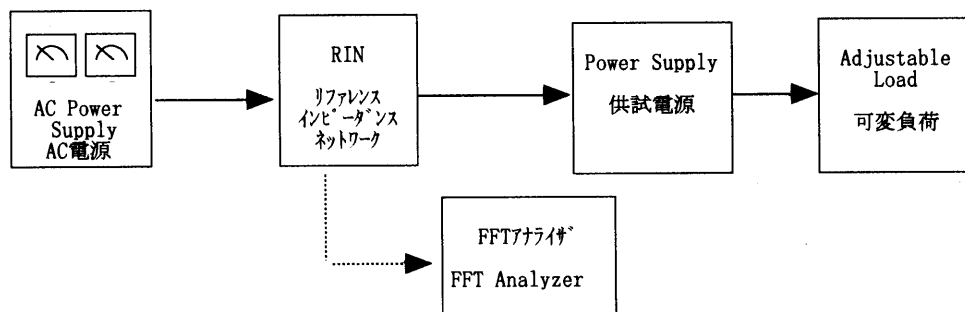 AC Power
Supply
AC電源
RIN
リファレンス
インピーダンス
ネットワーク
Power Supply
供試電源
Adjustable
Load
可変負荷
FFTアナライザ
FFT Analyzer